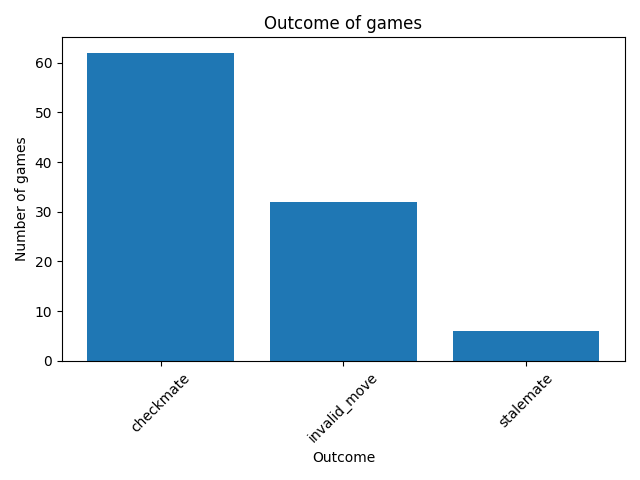 Outcome of games
Number of games
60
50
40
30
20
10
0
checkmate
invalid_move
stalemate
Outcome